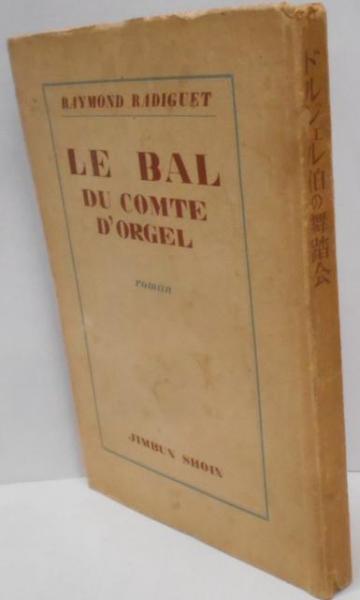 RAYMOND RADIGUET
LE BAL
DU COMTE
D'ORGEL
roman
JIMBUN SHOIN
ドルジェル伯の舞踏会